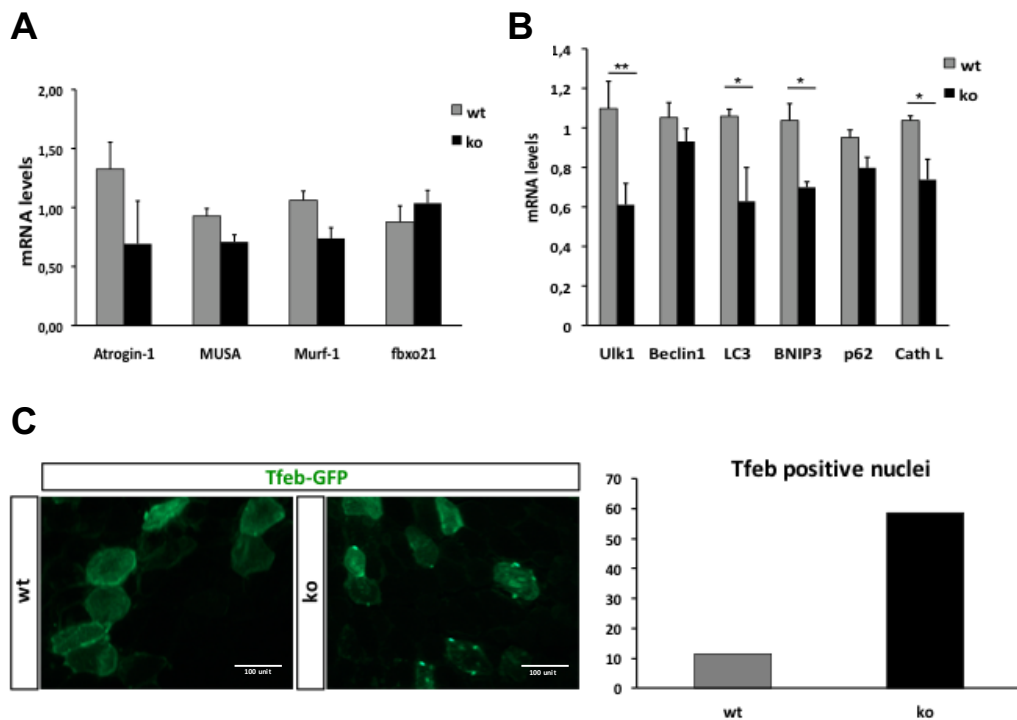 A
2,00
1,50
1,00
0,50
0,00
mRNA levels
wt
ko
Atrogin-1 MUSA Murf-1 fbxo21
B
1,4
1,2
1
0,8
0,6
0,4
0,2
0
mRNA levels
** * * *
wt
ko
Ulk1 Beclin1 LC3 BNIP3 p62 Cath L
C
Tfeb-GFP
wt
100 unit
ko
100 unit
Tfeb positive nuclei
70
60
50
40
30
20
10
0
wt ko